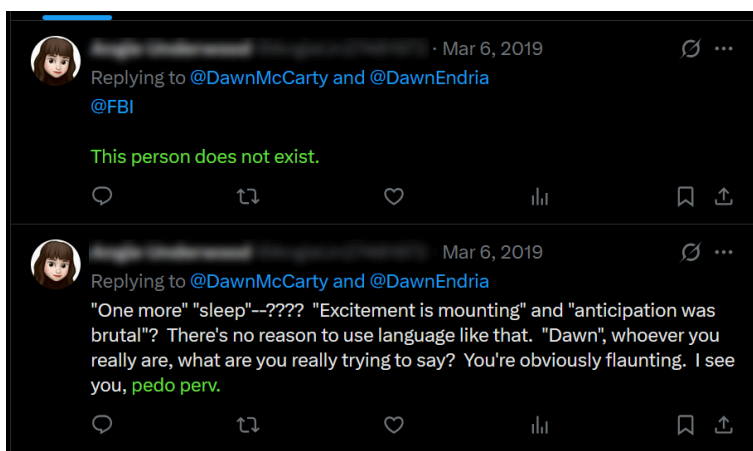 · Mar 6, 2019
Replying to @DawnMcCarty and @DawnEndria
@FBI
This person does not exist.
Mar 6, 2019
Replying to @DawnMcCarty and @DawnEndria
"One more" "sleep"--???? "Excitement is mounting" and "anticipation was
brutal"? There's no reason to use language like that. "Dawn", whoever you
really are, what are you really trying to say? You're obviously flaunting. I see
you, pedo perv.